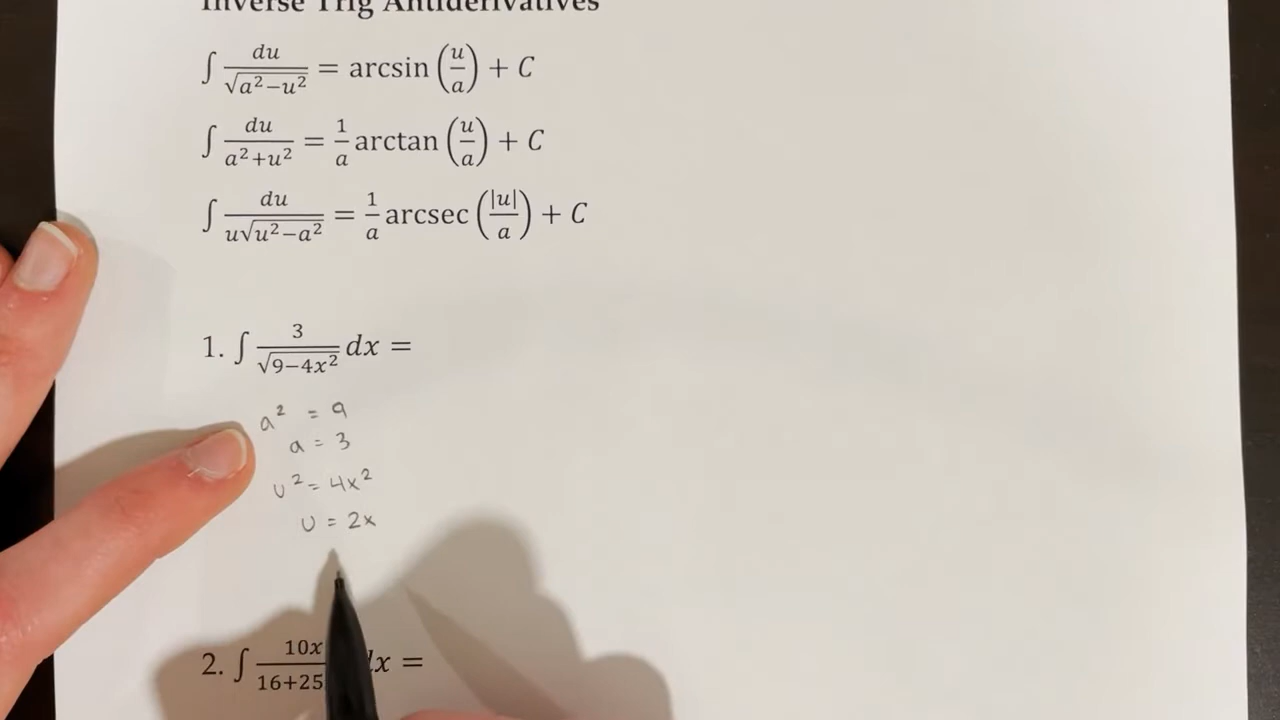 Inverse Trig Antiderivatives
∫ du/√(a²−u²) = arcsin (u/a) + C
∫ du/(a²+u²) = 1/a arctan (u/a) + C
∫ du/(u√(u²−a²)) = 1/a arcsec (|u|/a) + C
1. ∫ 3/√(9−4x²) dx =
a² = 9
a = 3
u² = 4x²
u = 2x
2. ∫ 10x/16+25 x =